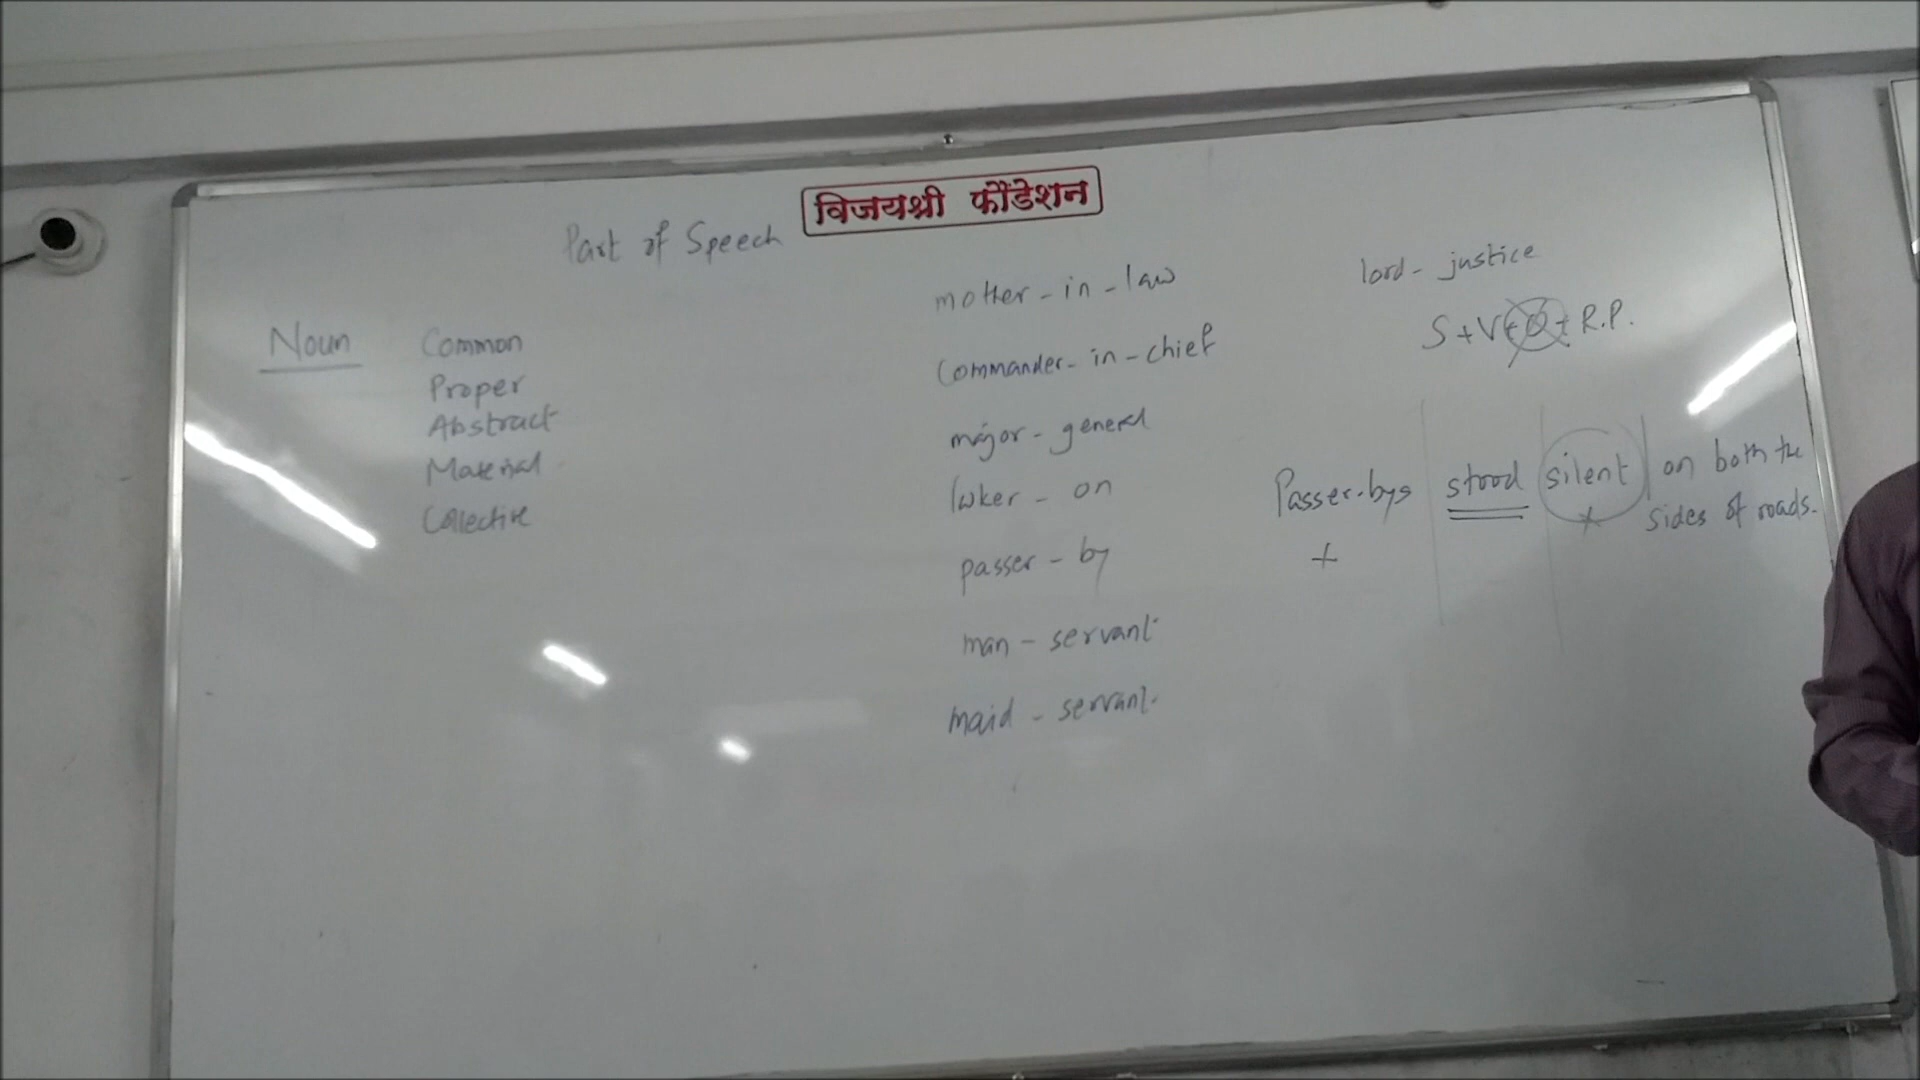 विजयश्री फौंडेशन
Part of Speech
Noun
Common
Proper
Abstract
Material
Collective
mother-in-law
Commander-in-chief
major-general
looker-on
passer-by
man-servant
maid-servant
lord-justice
S+V+O+R.P.
Passer-bys stood silent on both the
sides of roads.
+ x